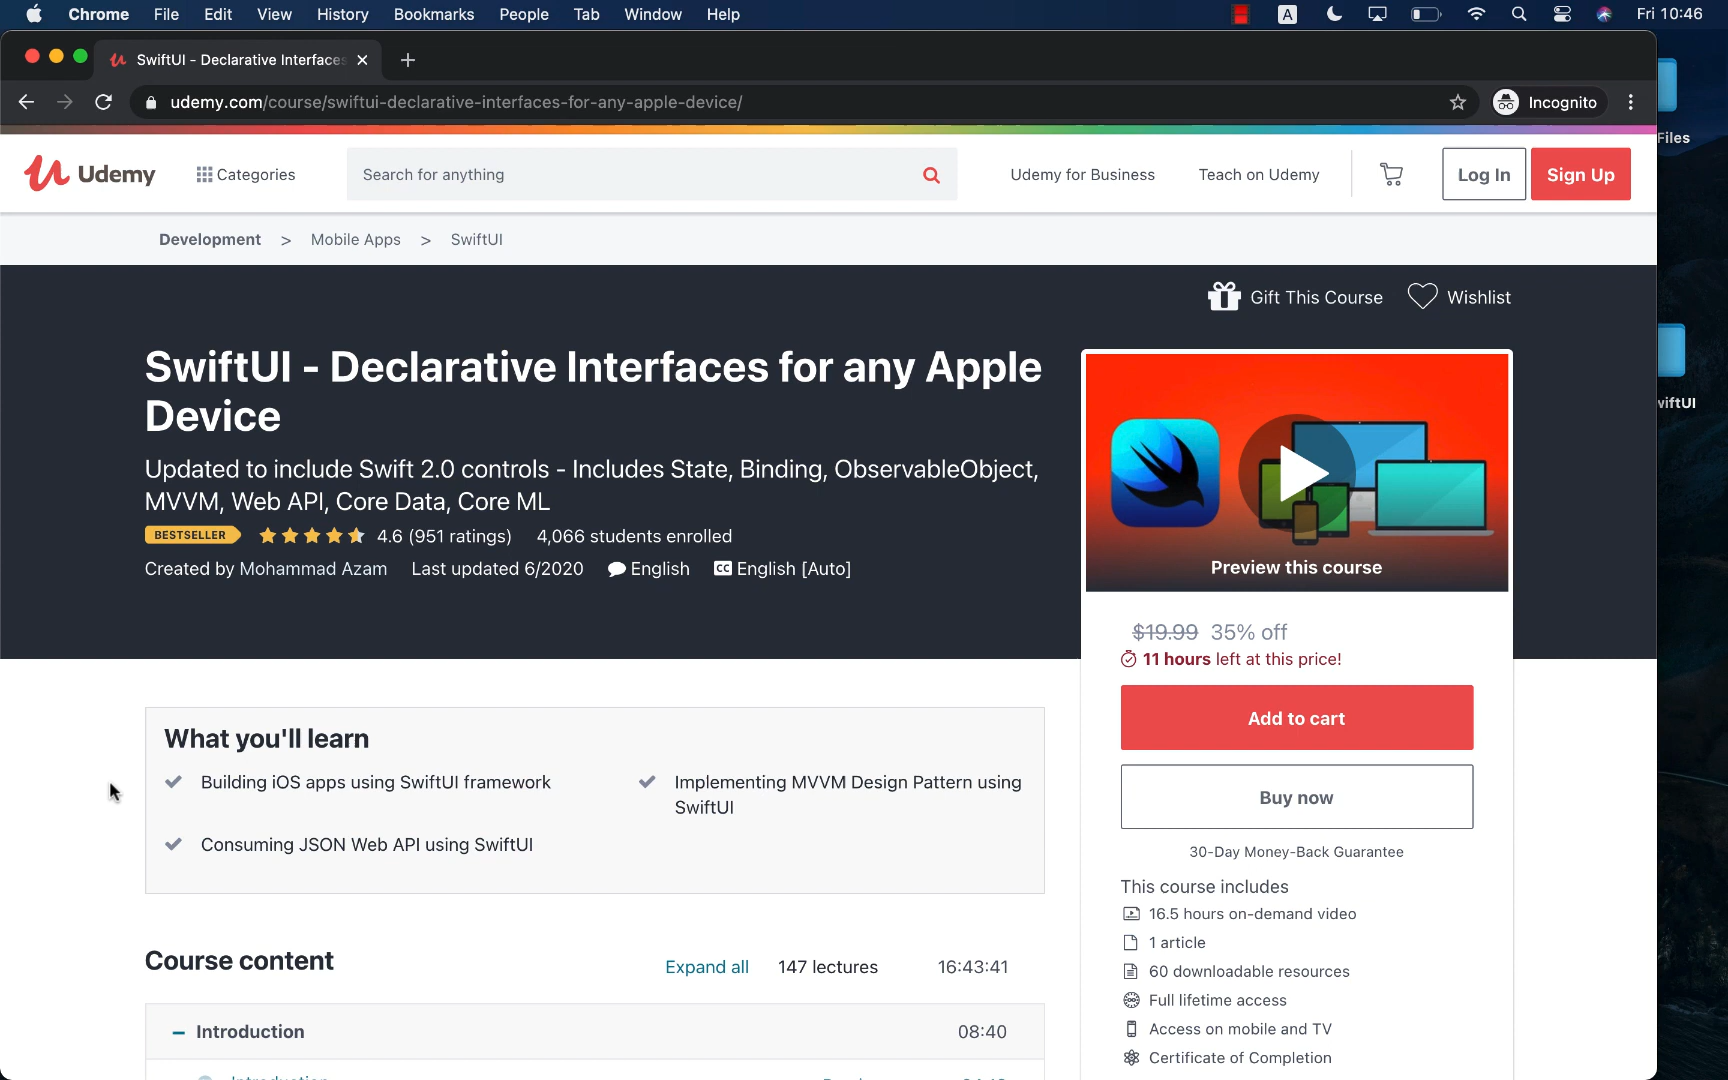 Chrome File Edit View History Bookmarks People Tab Window Help
A
Fri 10:46
SwiftUI - Declarative Interfaces
udemy.com/course/swiftui-declarative-interfaces-for-any-apple-device/
Incognito
Files
Udemy
Categories
Search for anything
Udemy for Business
Teach on Udemy
Log In
Sign Up
Development > Mobile Apps > SwiftUI
Gift This Course
Wishlist
SwiftUI - Declarative Interfaces for any Apple
Device
Updated to include Swift 2.0 controls - Includes State, Binding, ObservableObject,
MVVM, Web API, Core Data, Core ML
BESTSELLER 4.6 (951 ratings) 4,066 students enrolled
Created by Mohammad Azam Last updated 6/2020 English CC English [Auto]
Preview this course
viftUI
$19.99 35% off
11 hours left at this price!
Add to cart
Buy now
30-Day Money-Back Guarantee
This course includes
16.5 hours on-demand video
1 article
60 downloadable resources
Full lifetime access
Access on mobile and TV
Certificate of Completion
What you'll learn
Building iOS apps using SwiftUI framework
Implementing MVVM Design Pattern using
SwiftUI
Consuming JSON Web API using SwiftUI
Course content
Expand all 147 lectures 16:43:41
Introduction 08:40